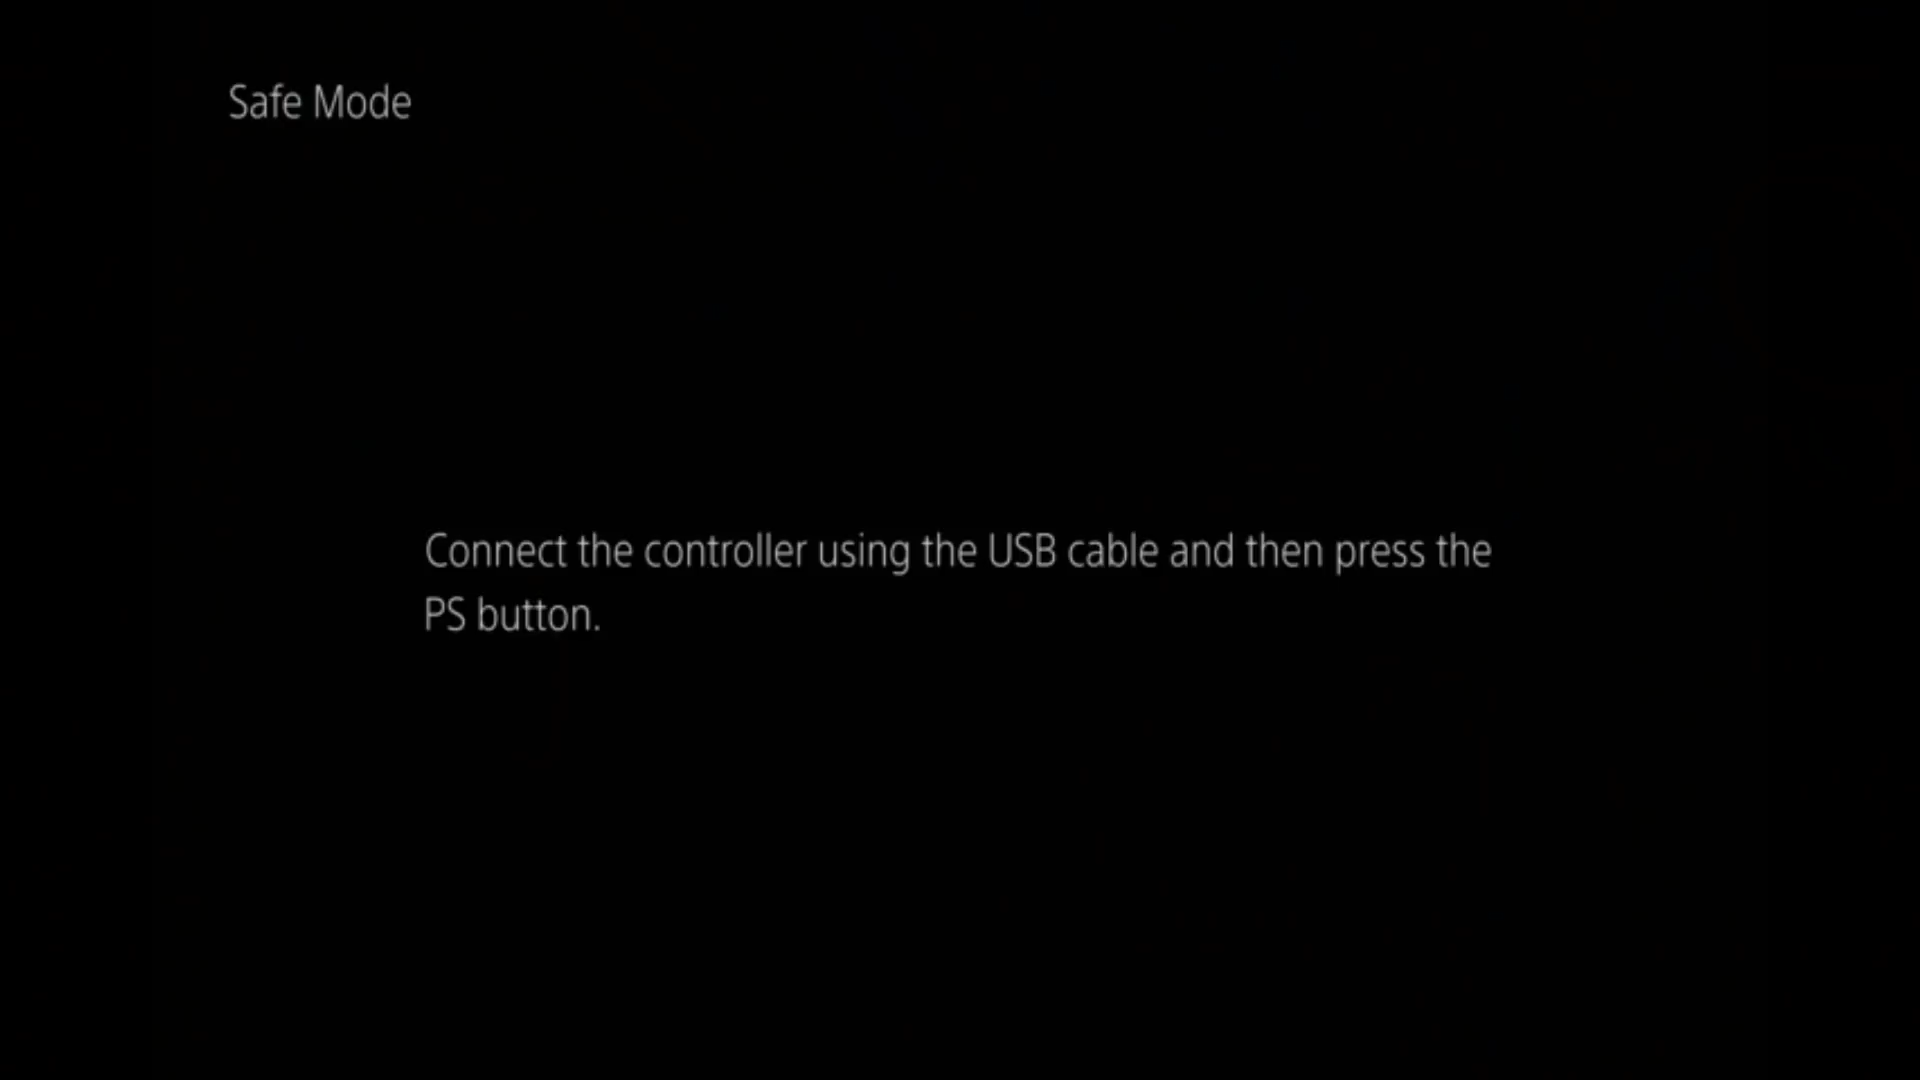 Safe Mode
Connect the controller using the USB cable and then press the
PS button.